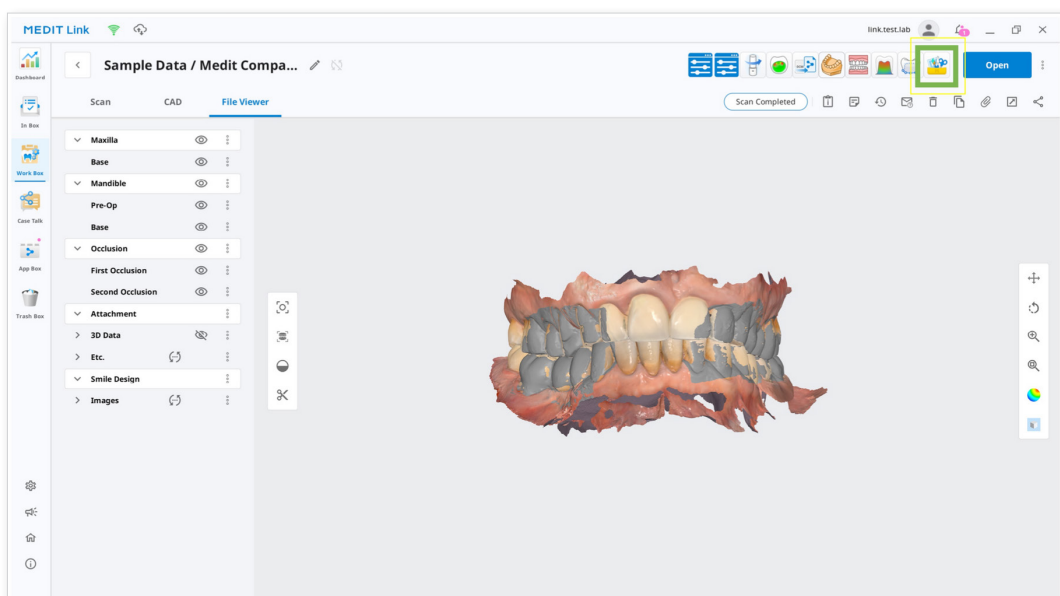 MEDIT Link
link.test.lab
1
Dashboard
Sample Data / Medit Compa...
Open
Scan
CAD
File Viewer
Scan Completed
In Box
Work Box
Case Talk
App Box
Trash Box
Maxilla
Base
Mandible
Pre-Op
Base
Occlusion
First Occlusion
Second Occlusion
Attachment
3D Data
Etc.
Smile Design
Images